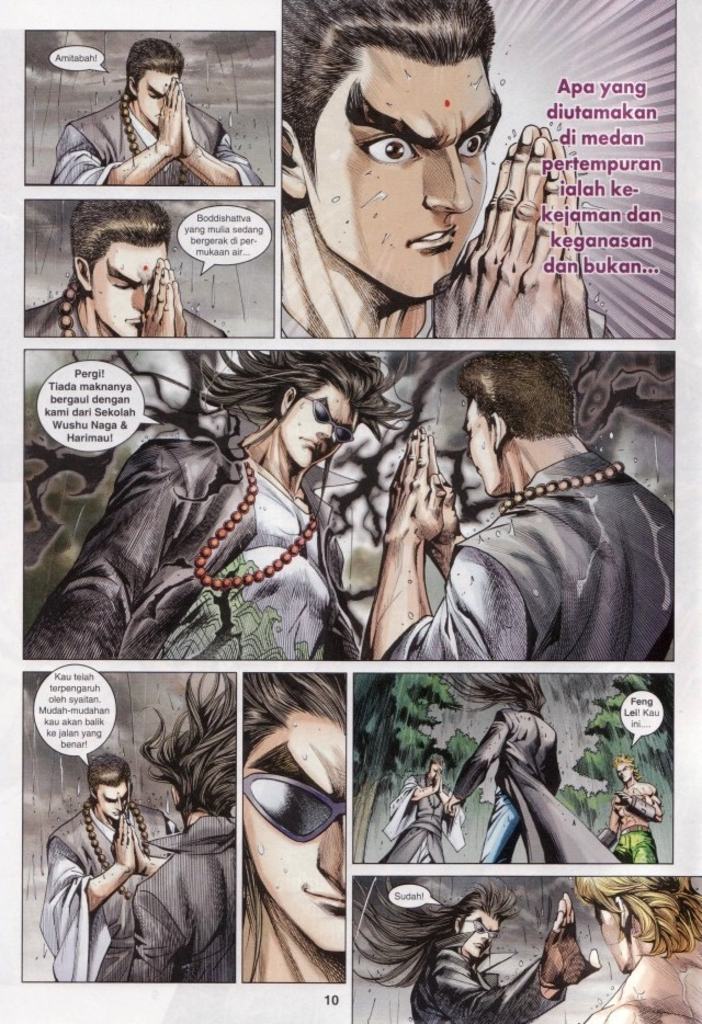 Amitabah!
Apa yang
diutamakan
di medan
pertempuran
ialah ke-
kejaman dan
keganasan
dan bukan...
Boddishattva
yang mulia sedang
bergerak di per-
mukaan air...
Pergi!
Tiada maknanya
bergaul dengan
kami dari Sekolah
Wushu Naga &
Harimau!
Kau telah
terpengaruh
oleh syaitan.
Mudah-mudahan
kau akan balik
ke jalan yang
benar!
Feng
Lei! Kau
ini....
Sudah!
10